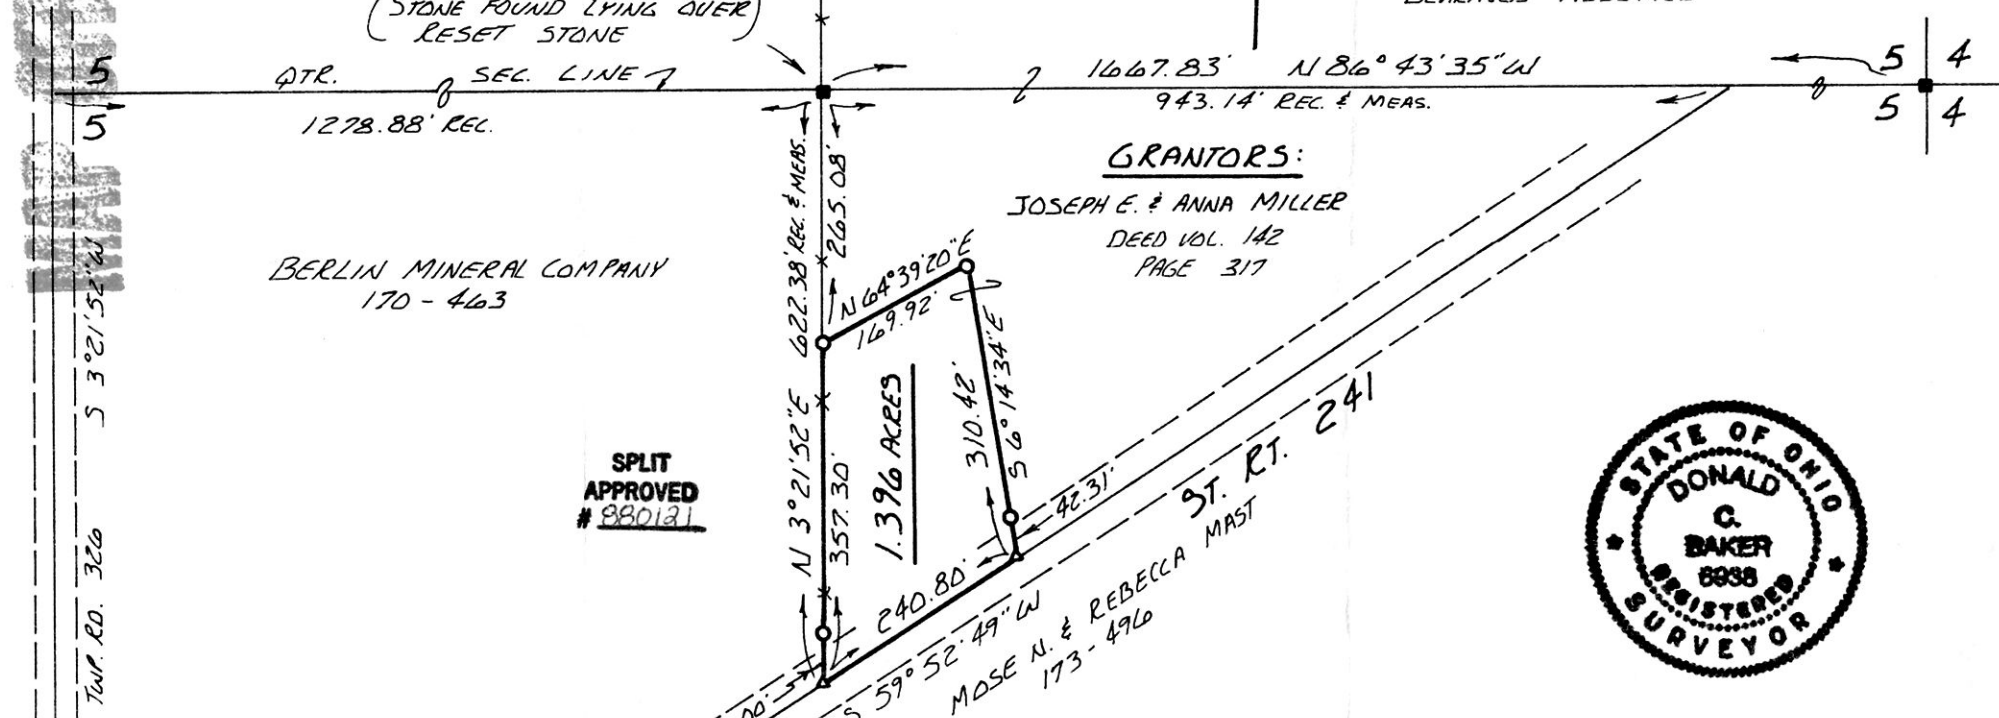 (STONE FOUND LYING OVER
RESET STONE)
5
QTR. SEC. LINE
1667.83' N 86° 43' 35" W
5 4
1278.88' REC.
943.14' REC. & MEAS.
5
5 4
GRANTORS:
JOSEPH E. & ANNA MILLER
DEED VOL. 142
PAGE 317
622.38' REC. & MEAS.
265.08'
BERLIN MINERAL COMPANY
170 - 463
S 3° 21' 52" W
TWP. RD. 326
N 64° 39' 20" E
169.92'
N 3° 21' 52" E
357.30'
1.396 ACRES
310.42'
S 6° 14' 34" E
SPLIT
APPROVED
# 880121
42.31'
240.80'
ST. RT. 241
S 59° 52' 49" W
MOSE N. & REBECCA MAST
173 - 496
STATE OF OHIO
DONALD
C.
BAKER
6938
REGISTERED
SURVEYOR